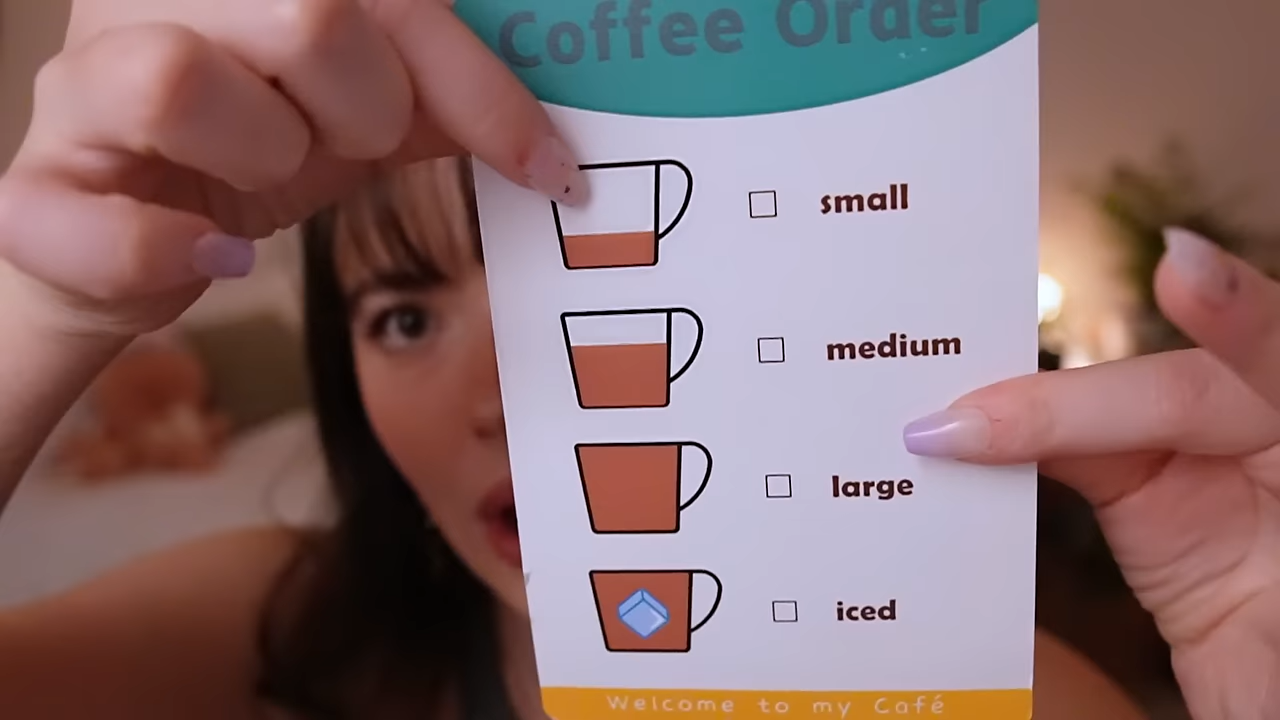 Coffee Order
small
medium
large
iced
Welcome to my Café